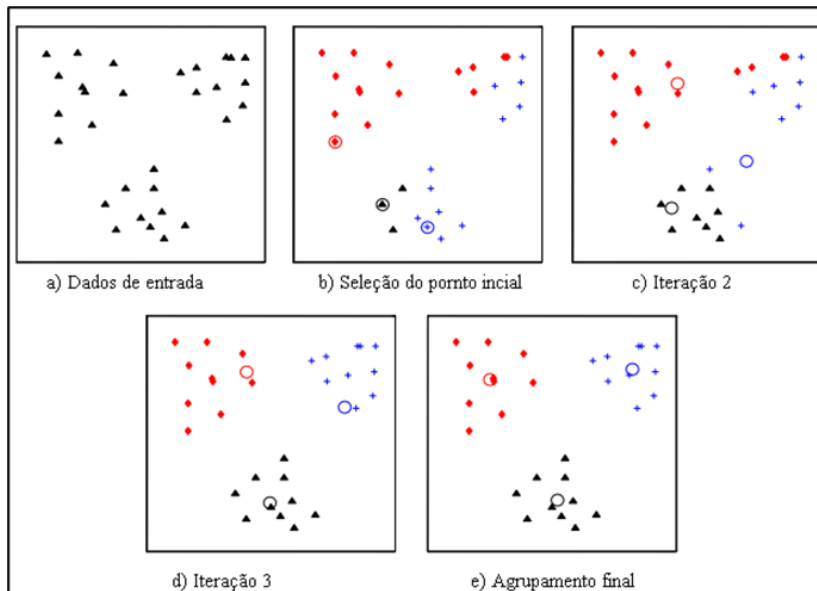 a) Dados de entrada
b) Seleção do pornto incial
c) Iteração 2
d) Iteração 3
e) Agrupamento final